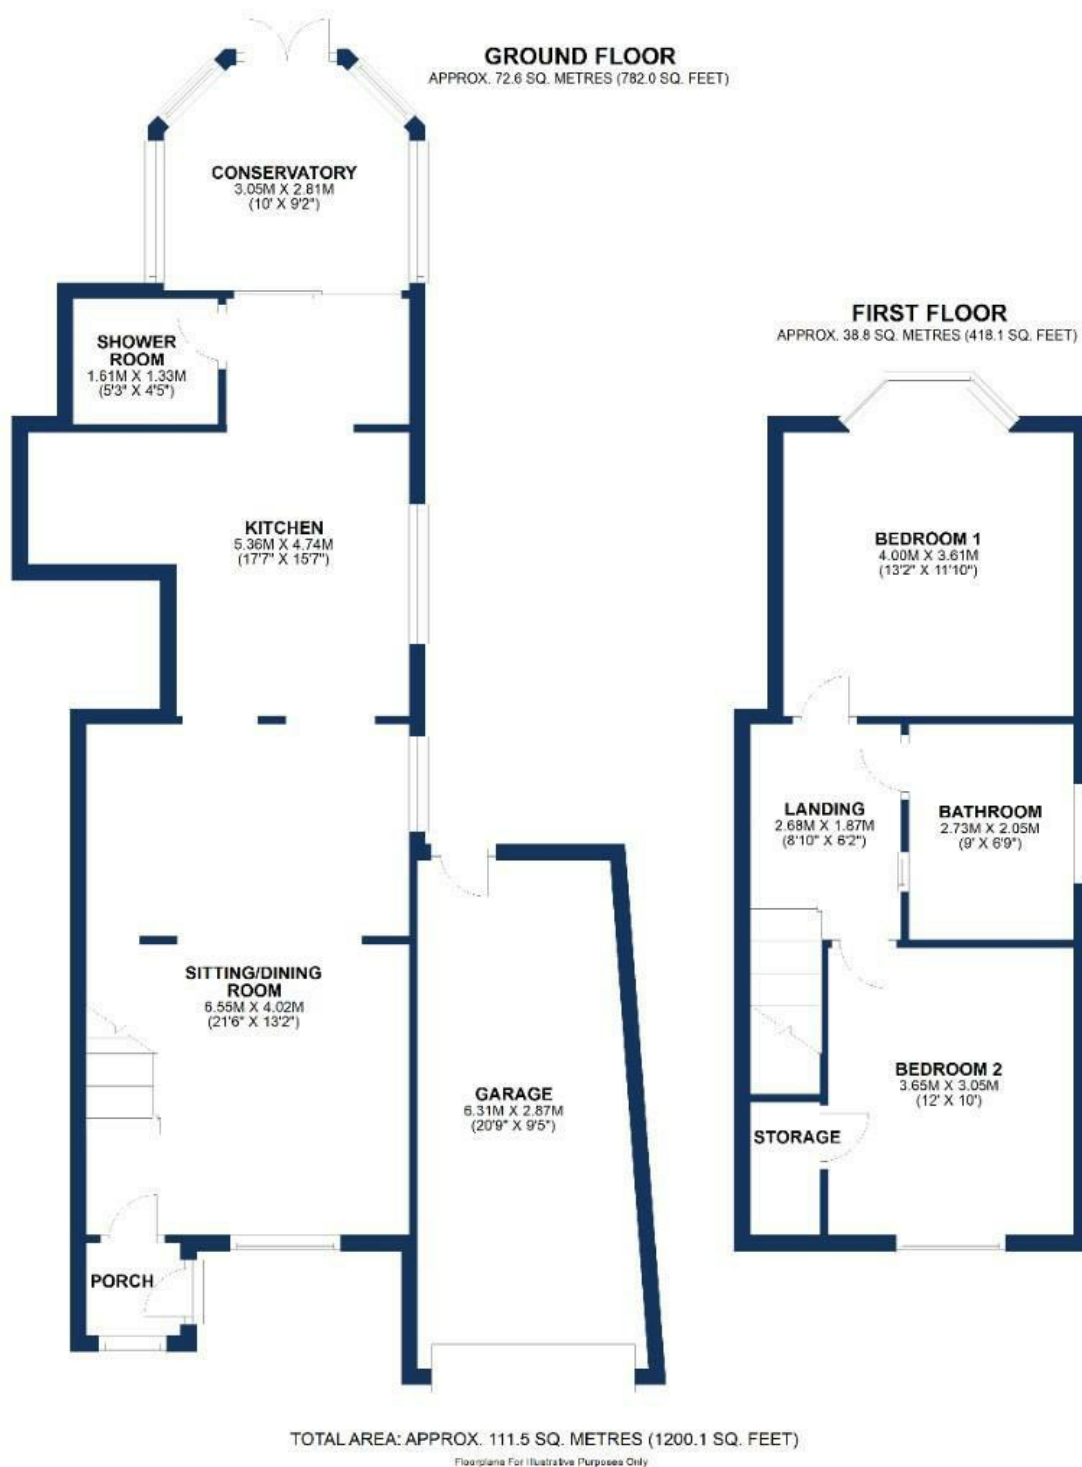 GROUND FLOOR
APPROX. 72.6 SQ. METRES (782.0 SQ. FEET)
CONSERVATORY
3.05M X 2.81M
(10' X 9'2")
SHOWER
ROOM
1.61M X 1.33M
(5'3" X 4'5")
KITCHEN
5.36M X 4.74M
(17'7" X 15'7")
SITTING/DINING
ROOM
6.55M X 4.02M
(21'6" X 13'2")
GARAGE
6.31M X 2.87M
(20'9" X 9'5")
PORCH
FIRST FLOOR
APPROX. 38.8 SQ. METRES (418.1 SQ. FEET)
BEDROOM 1
4.00M X 3.61M
(13'2" X 11'10")
LANDING
2.68M X 1.87M
(8'10" X 6'2")
BATHROOM
2.73M X 2.05M
(9' X 6'9")
BEDROOM 2
3.65M X 3.05M
(12' X 10')
STORAGE
TOTAL AREA: APPROX. 111.5 SQ. METRES (1200.1 SQ. FEET)
Floorplans For Illustrative Purposes Only